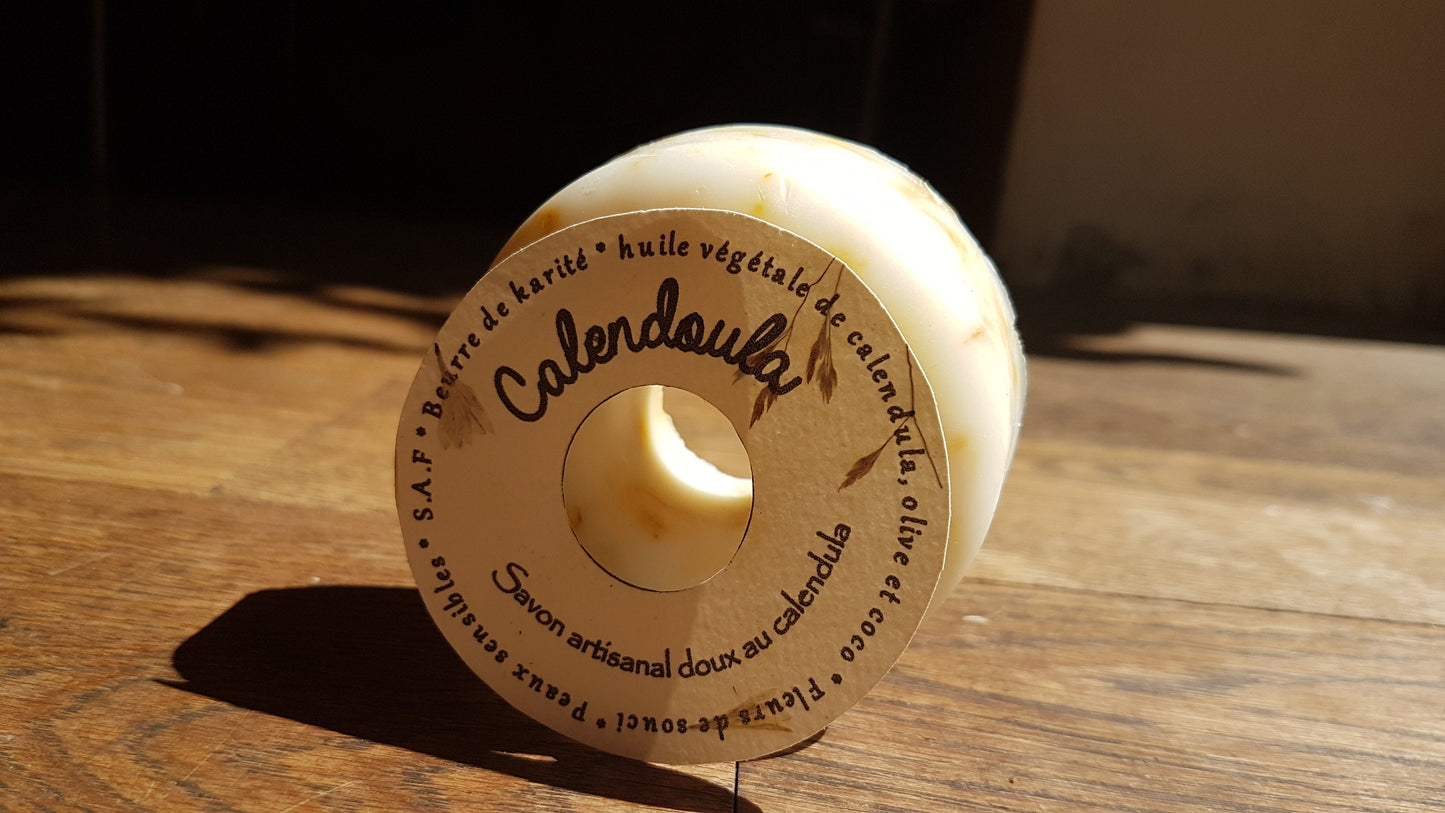 Calendoula
Savon artisanal doux au calendula
S.A.F * Beurre de karité * huile végétale de calendula, olive et coco * Fleurs de souci * Peaux sensibles *